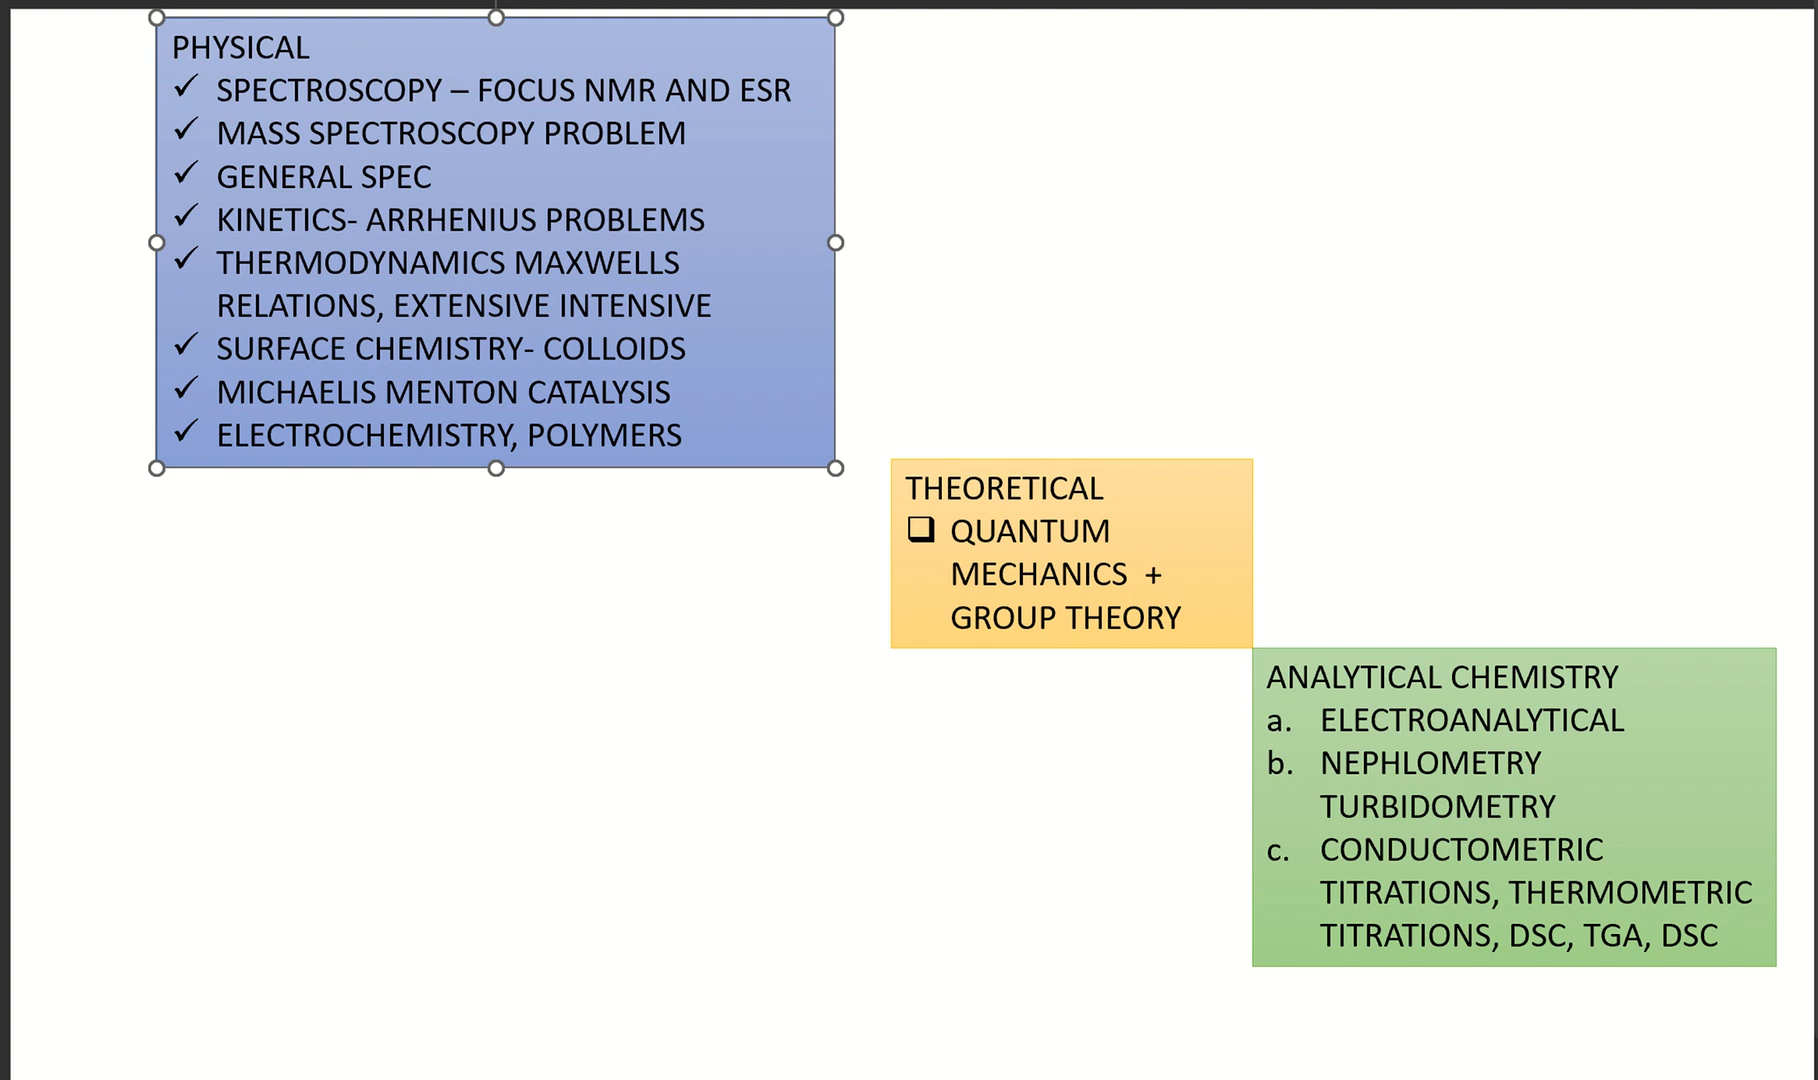 PHYSICAL
✓ SPECTROSCOPY – FOCUS NMR AND ESR
✓ MASS SPECTROSCOPY PROBLEM
✓ GENERAL SPEC
✓ KINETICS- ARRHENIUS PROBLEMS
✓ THERMODYNAMICS MAXWELLS
RELATIONS, EXTENSIVE INTENSIVE
✓ SURFACE CHEMISTRY- COLLOIDS
✓ MICHAELIS MENTON CATALYSIS
✓ ELECTROCHEMISTRY, POLYMERS
THEORETICAL
❑ QUANTUM
MECHANICS +
GROUP THEORY
ANALYTICAL CHEMISTRY
a. ELECTROANALYTICAL
b. NEPHLOMETRY
TURBIDOMETRY
c. CONDUCTOMETRIC
TITRATIONS, THERMOMETRIC
TITRATIONS, DSC, TGA, DSC